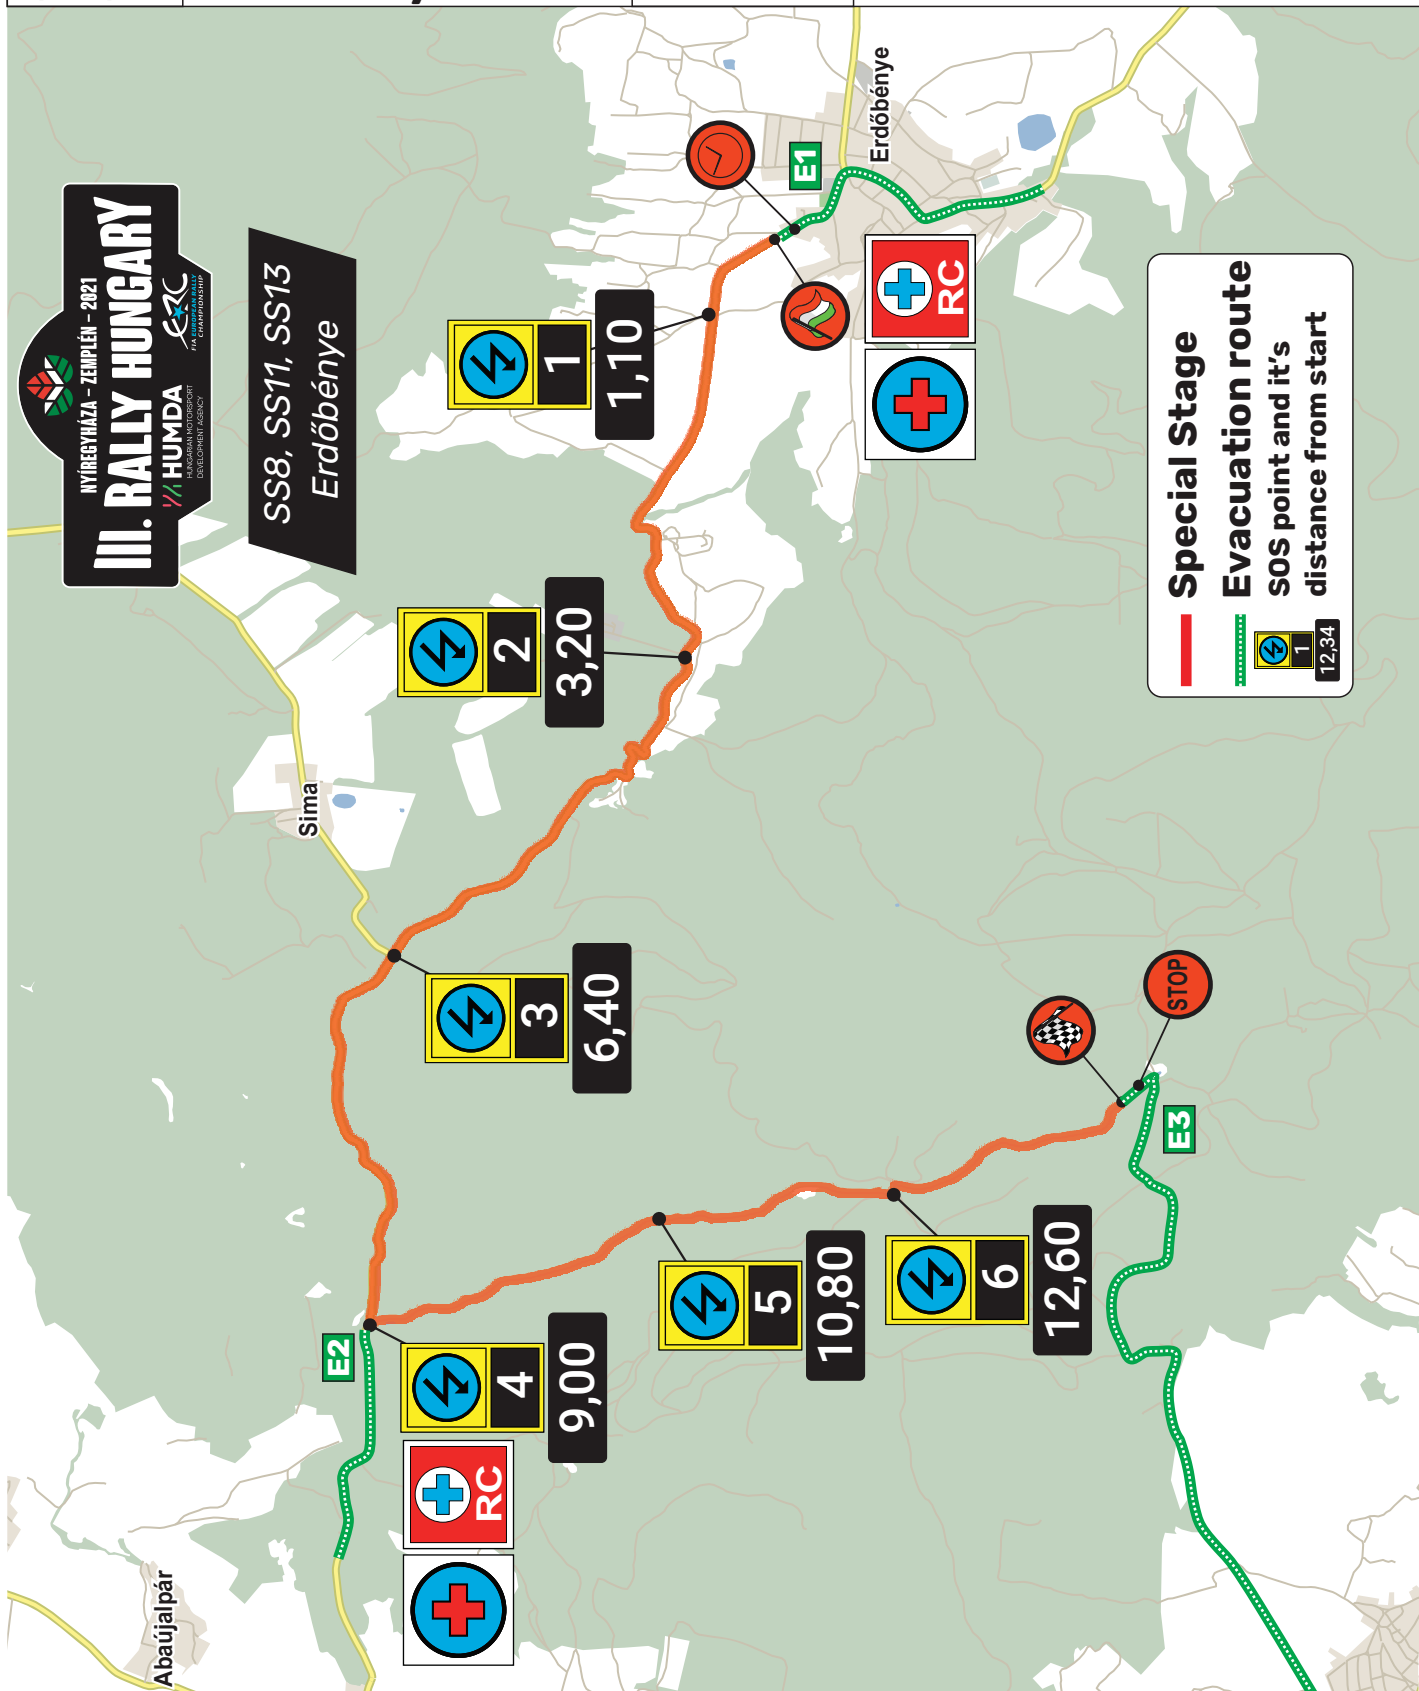 NYÍREGYHÁZA – ZEMPLÉN – 2021
III. RALLY HUNGARY
HUMDA
HUNGARIAN MOTORSPORT
DEVELOPMENT AGENCY
ERC
FIA EUROPEAN RALLY
CHAMPIONSHIP
SS8, SS11, SS13
Erdőbénye
Abaújalpár
Sima
Erdőbénye
E1
RC
1
1,10
2
3,20
3
6,40
E2
4
9,00
RC
5
10,80
6
12,60
STOP
E3
Special Stage
Evacuation route
SOS point and it's
distance from start
1
12,34